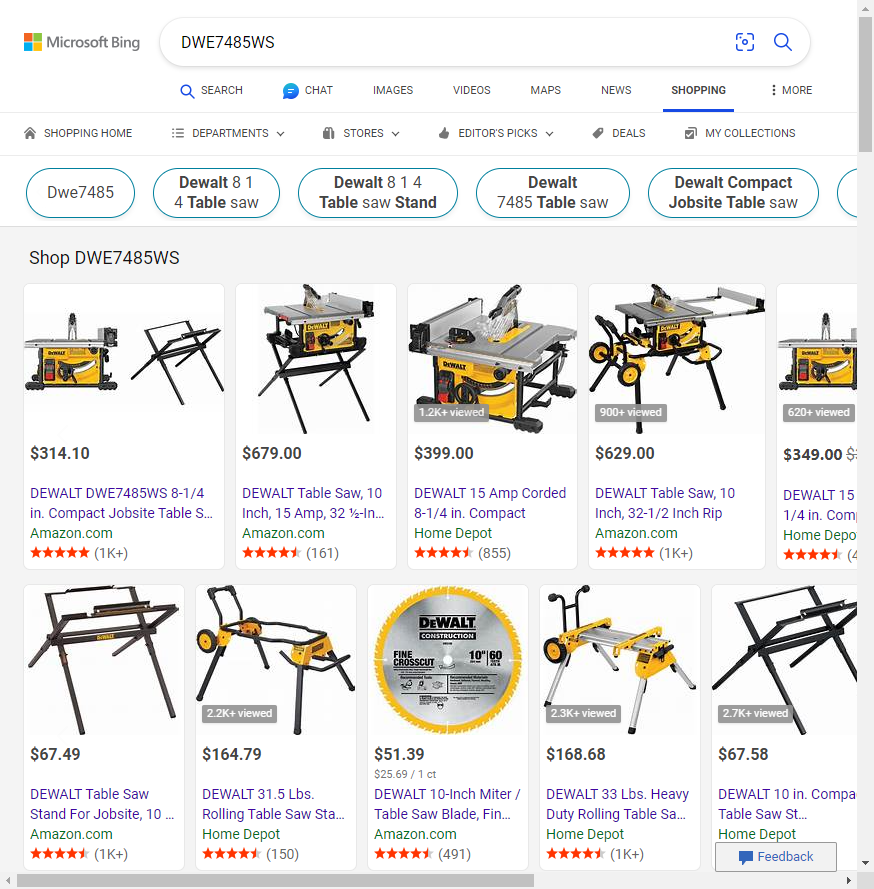 Microsoft Bing
DWE7485WS
SEARCH
CHAT
IMAGES
VIDEOS
MAPS
NEWS
SHOPPING
MORE
SHOPPING HOME
DEPARTMENTS
STORES
EDITOR'S PICKS
DEALS
MY COLLECTIONS
Dwe7485
Dewalt 8 1
4 Table saw
Dewalt 8 1 4
Table saw Stand
Dewalt
7485 Table saw
Dewalt Compact
Jobsite Table saw
Shop DWE7485WS
$314.10
DEWALT DWE7485WS 8-1/4
in. Compact Jobsite Table S...
Amazon.com
(1K+)
$679.00
DEWALT Table Saw, 10
Inch, 15 Amp, 32 ½-In...
Amazon.com
(161)
1.2K+ viewed
$399.00
DEWALT 15 Amp Corded
8-1/4 in. Compact
Home Depot
(855)
900+ viewed
$629.00
DEWALT Table Saw, 10
Inch, 32-1/2 Inch Rip
Amazon.com
(1K+)
620+ viewed
$349.00
DEWALT 15
1/4 in. Com
Home Depo
(4
$67.49
DEWALT Table Saw
Stand For Jobsite, 10 ...
Amazon.com
(1K+)
2.2K+ viewed
$164.79
DEWALT 31.5 Lbs.
Rolling Table Saw Sta...
Home Depot
(150)
DEWALT
CONSTRUCTION
FINE
CROSSCUT
10" 60
$51.39
$25.69 / 1 ct
DEWALT 10-Inch Miter /
Table Saw Blade, Fin...
Amazon.com
(491)
2.3K+ viewed
$168.68
DEWALT 33 Lbs. Heavy
Duty Rolling Table Sa...
Home Depot
(1K+)
2.7K+ viewed
$67.58
DEWALT 10 in. Compa
Table Saw St...
Home Depot
Feedback